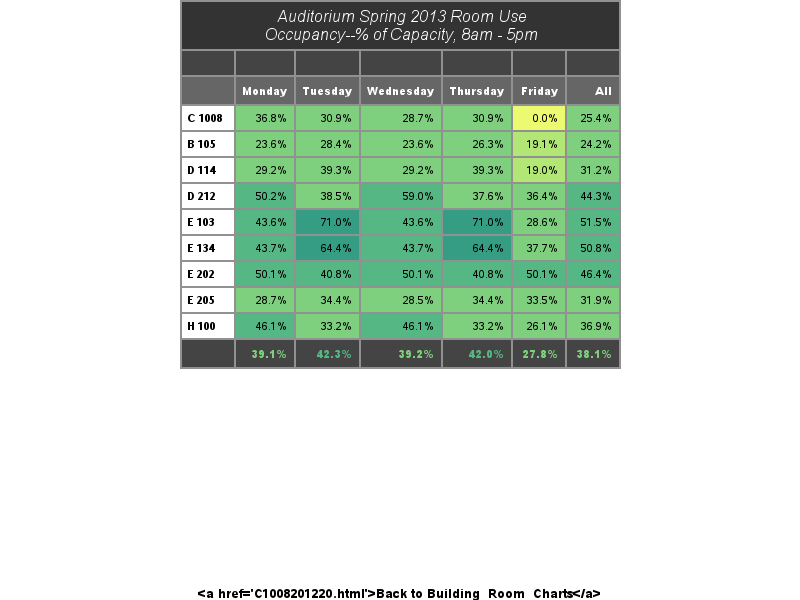 Auditorium Spring 2013 Room Use
Occupancy--% of Capacity, 8am - 5pm
Monday Tuesday Wednesday Thursday Friday All
C 1008 36.8% 30.9% 28.7% 30.9% 0.0% 25.4%
B 105 23.6% 28.4% 23.6% 26.3% 19.1% 24.2%
D 114 29.2% 39.3% 29.2% 39.3% 19.0% 31.2%
D 212 50.2% 38.5% 59.0% 37.6% 36.4% 44.3%
E 103 43.6% 71.0% 43.6% 71.0% 28.6% 51.5%
E 134 43.7% 64.4% 43.7% 64.4% 37.7% 50.8%
E 202 50.1% 40.8% 50.1% 40.8% 50.1% 46.4%
E 205 28.7% 34.4% 28.5% 34.4% 33.5% 31.9%
H 100 46.1% 33.2% 46.1% 33.2% 26.1% 36.9%
39.1% 42.3% 39.2% 42.0% 27.8% 38.1%
<a href='C1008201220.html'>Back to Building_Room_Charts</a>